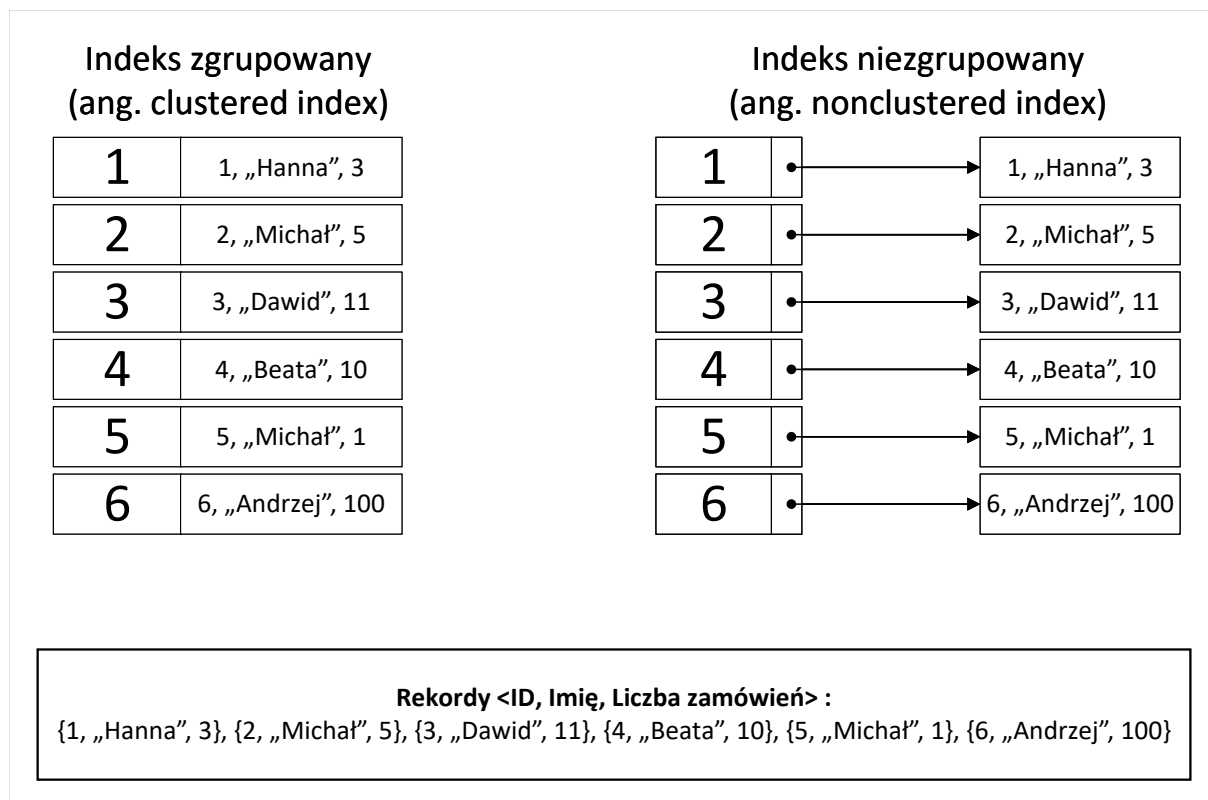 Indeks zgrupowany
(ang. clustered index)
1
1, „Hanna”, 3
2
2, „Michał”, 5
3
3, „Dawid”, 11
4
4, „Beata”, 10
5
5, „Michał”, 1
6
6, „Andrzej”, 100
Indeks niezgrupowany
(ang. nonclustered index)
1
1, „Hanna”, 3
2
2, „Michał”, 5
3
3, „Dawid”, 11
4
4, „Beata”, 10
5
5, „Michał”, 1
6
6, „Andrzej”, 100
Rekordy <ID, Imię, Liczba zamówień> :
{1, „Hanna”, 3}, {2, „Michał”, 5}, {3, „Dawid”, 11}, {4, „Beata”, 10}, {5, „Michał”, 1}, {6, „Andrzej”, 100}